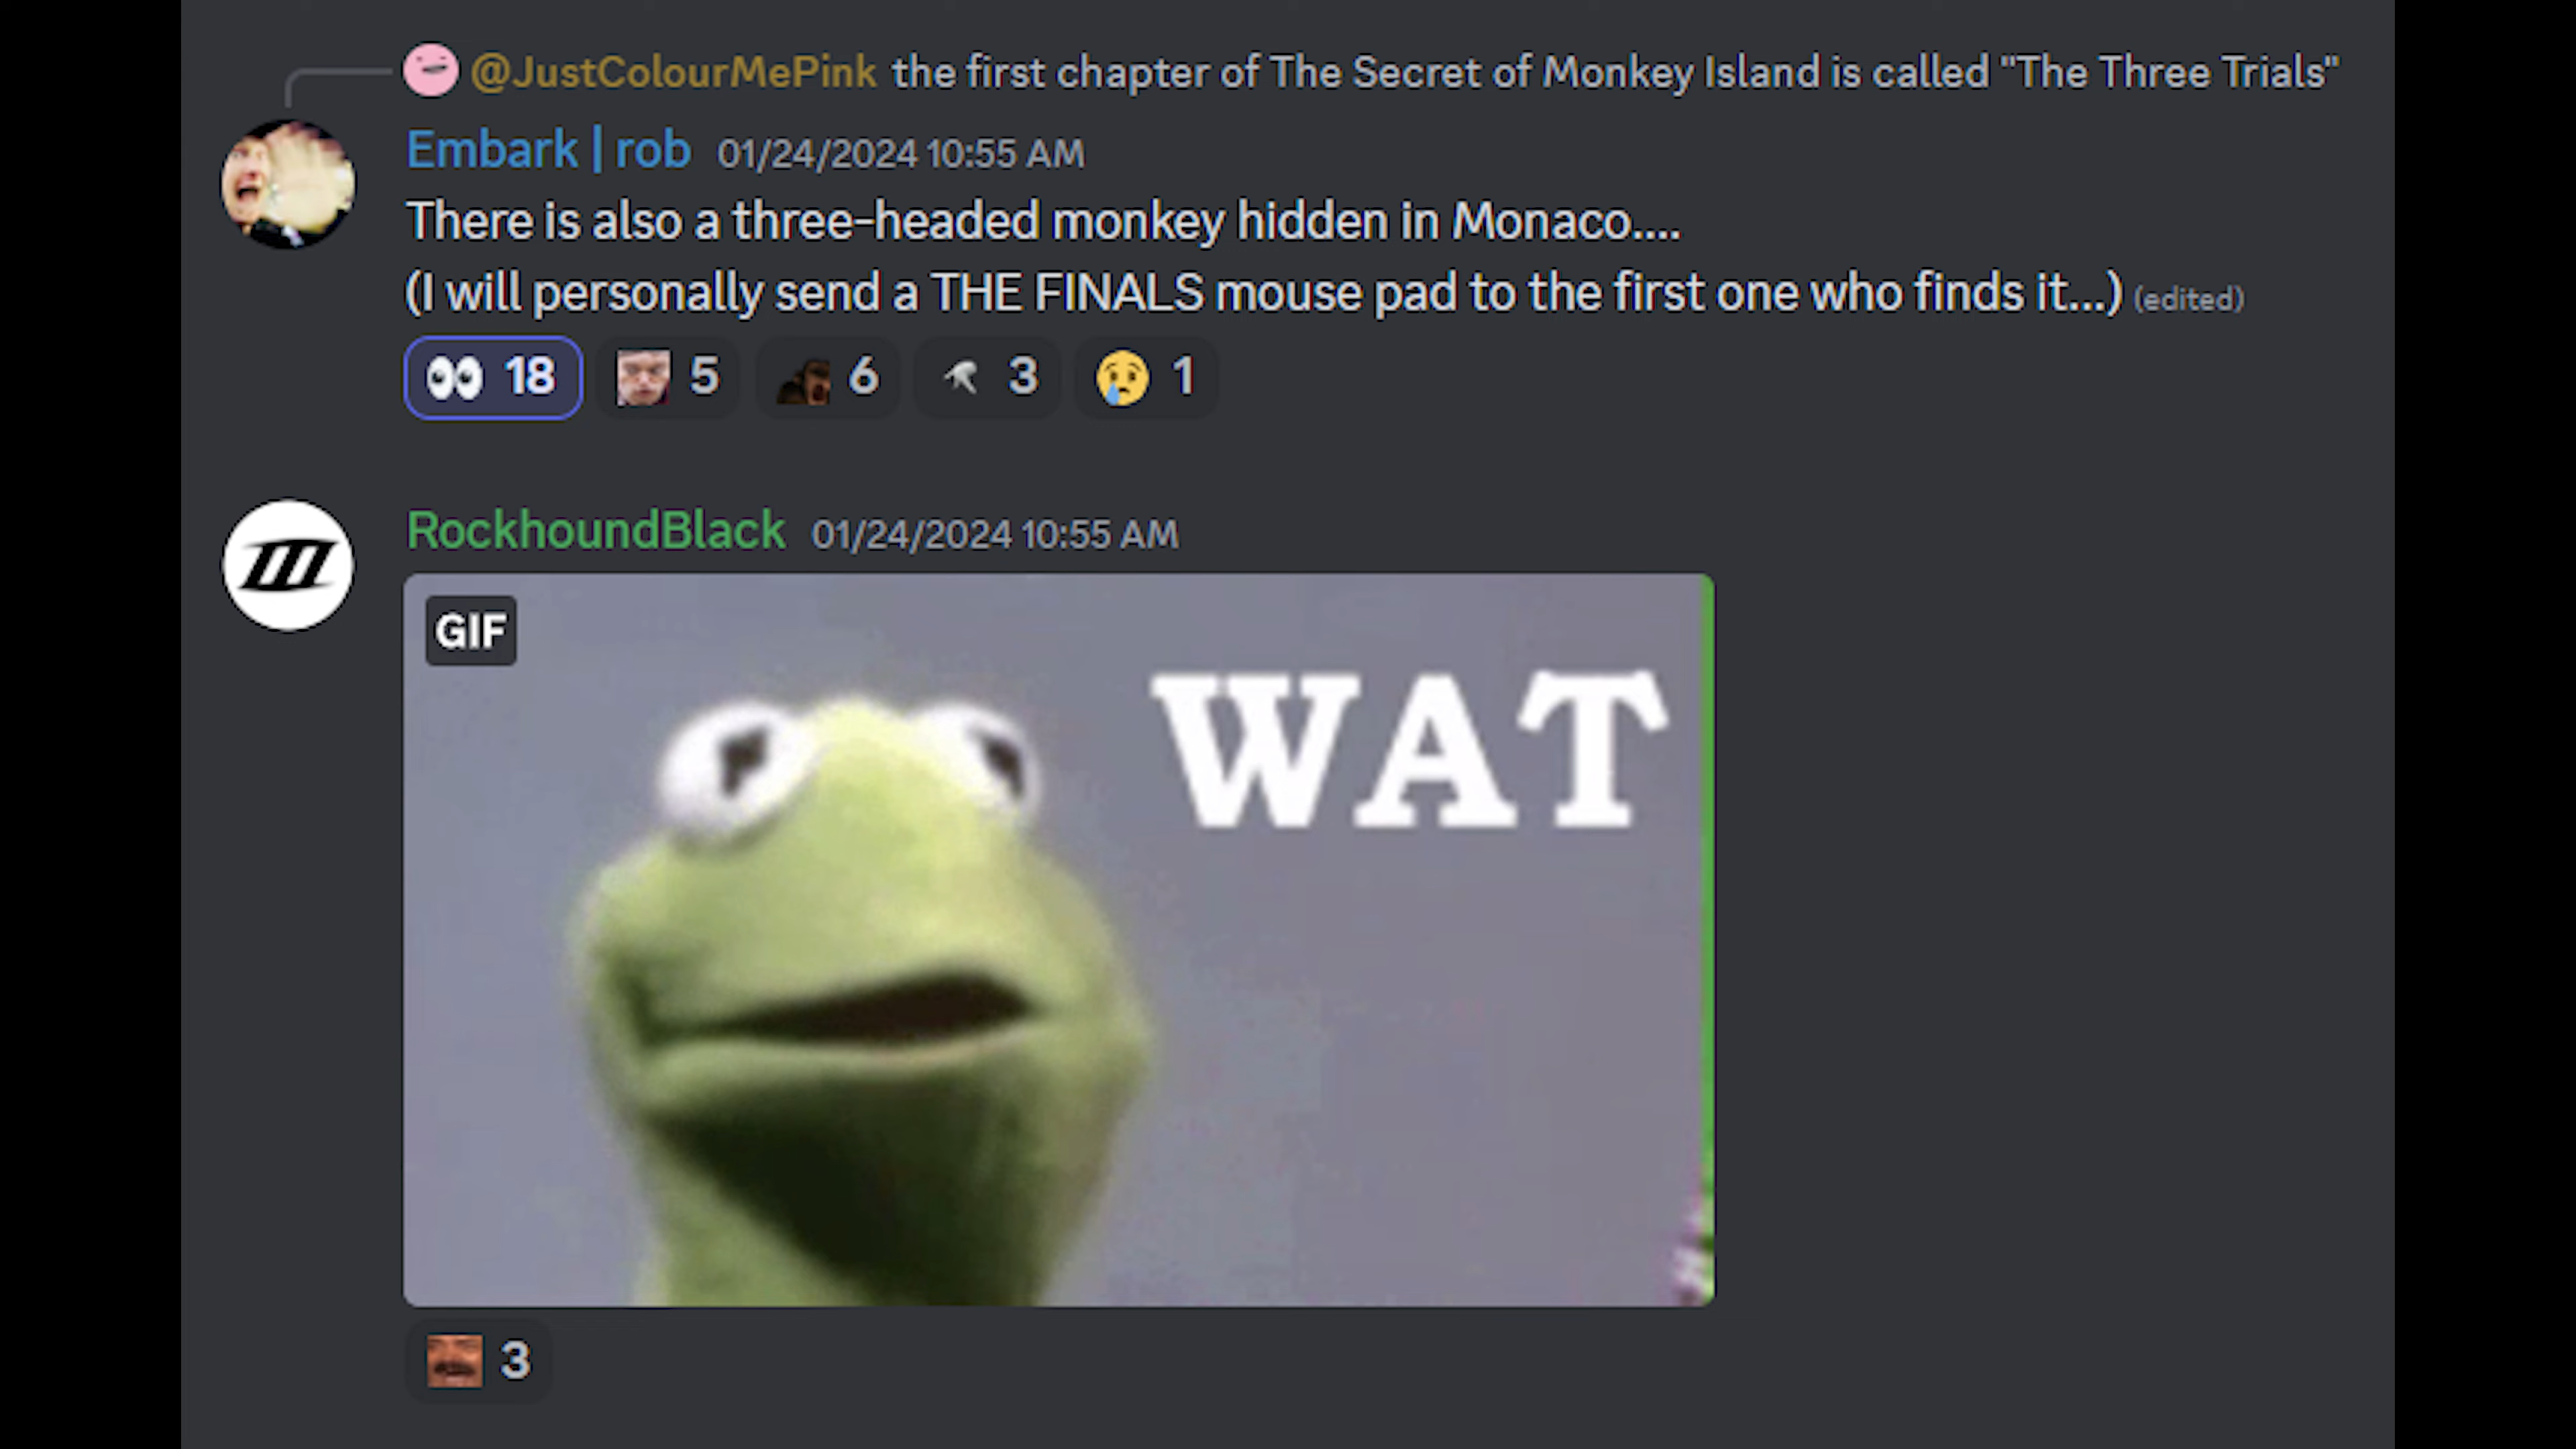 @JustColourMePink the first chapter of The Secret of Monkey Island is called "The Three Trials"
Embark | rob 01/24/2024 10:55 AM
There is also a three-headed monkey hidden in Monaco....
(I will personally send a THE FINALS mouse pad to the first one who finds it...) (edited)
18 5 6 3 1
RockhoundBlack 01/24/2024 10:55 AM
GIF
WAT
3